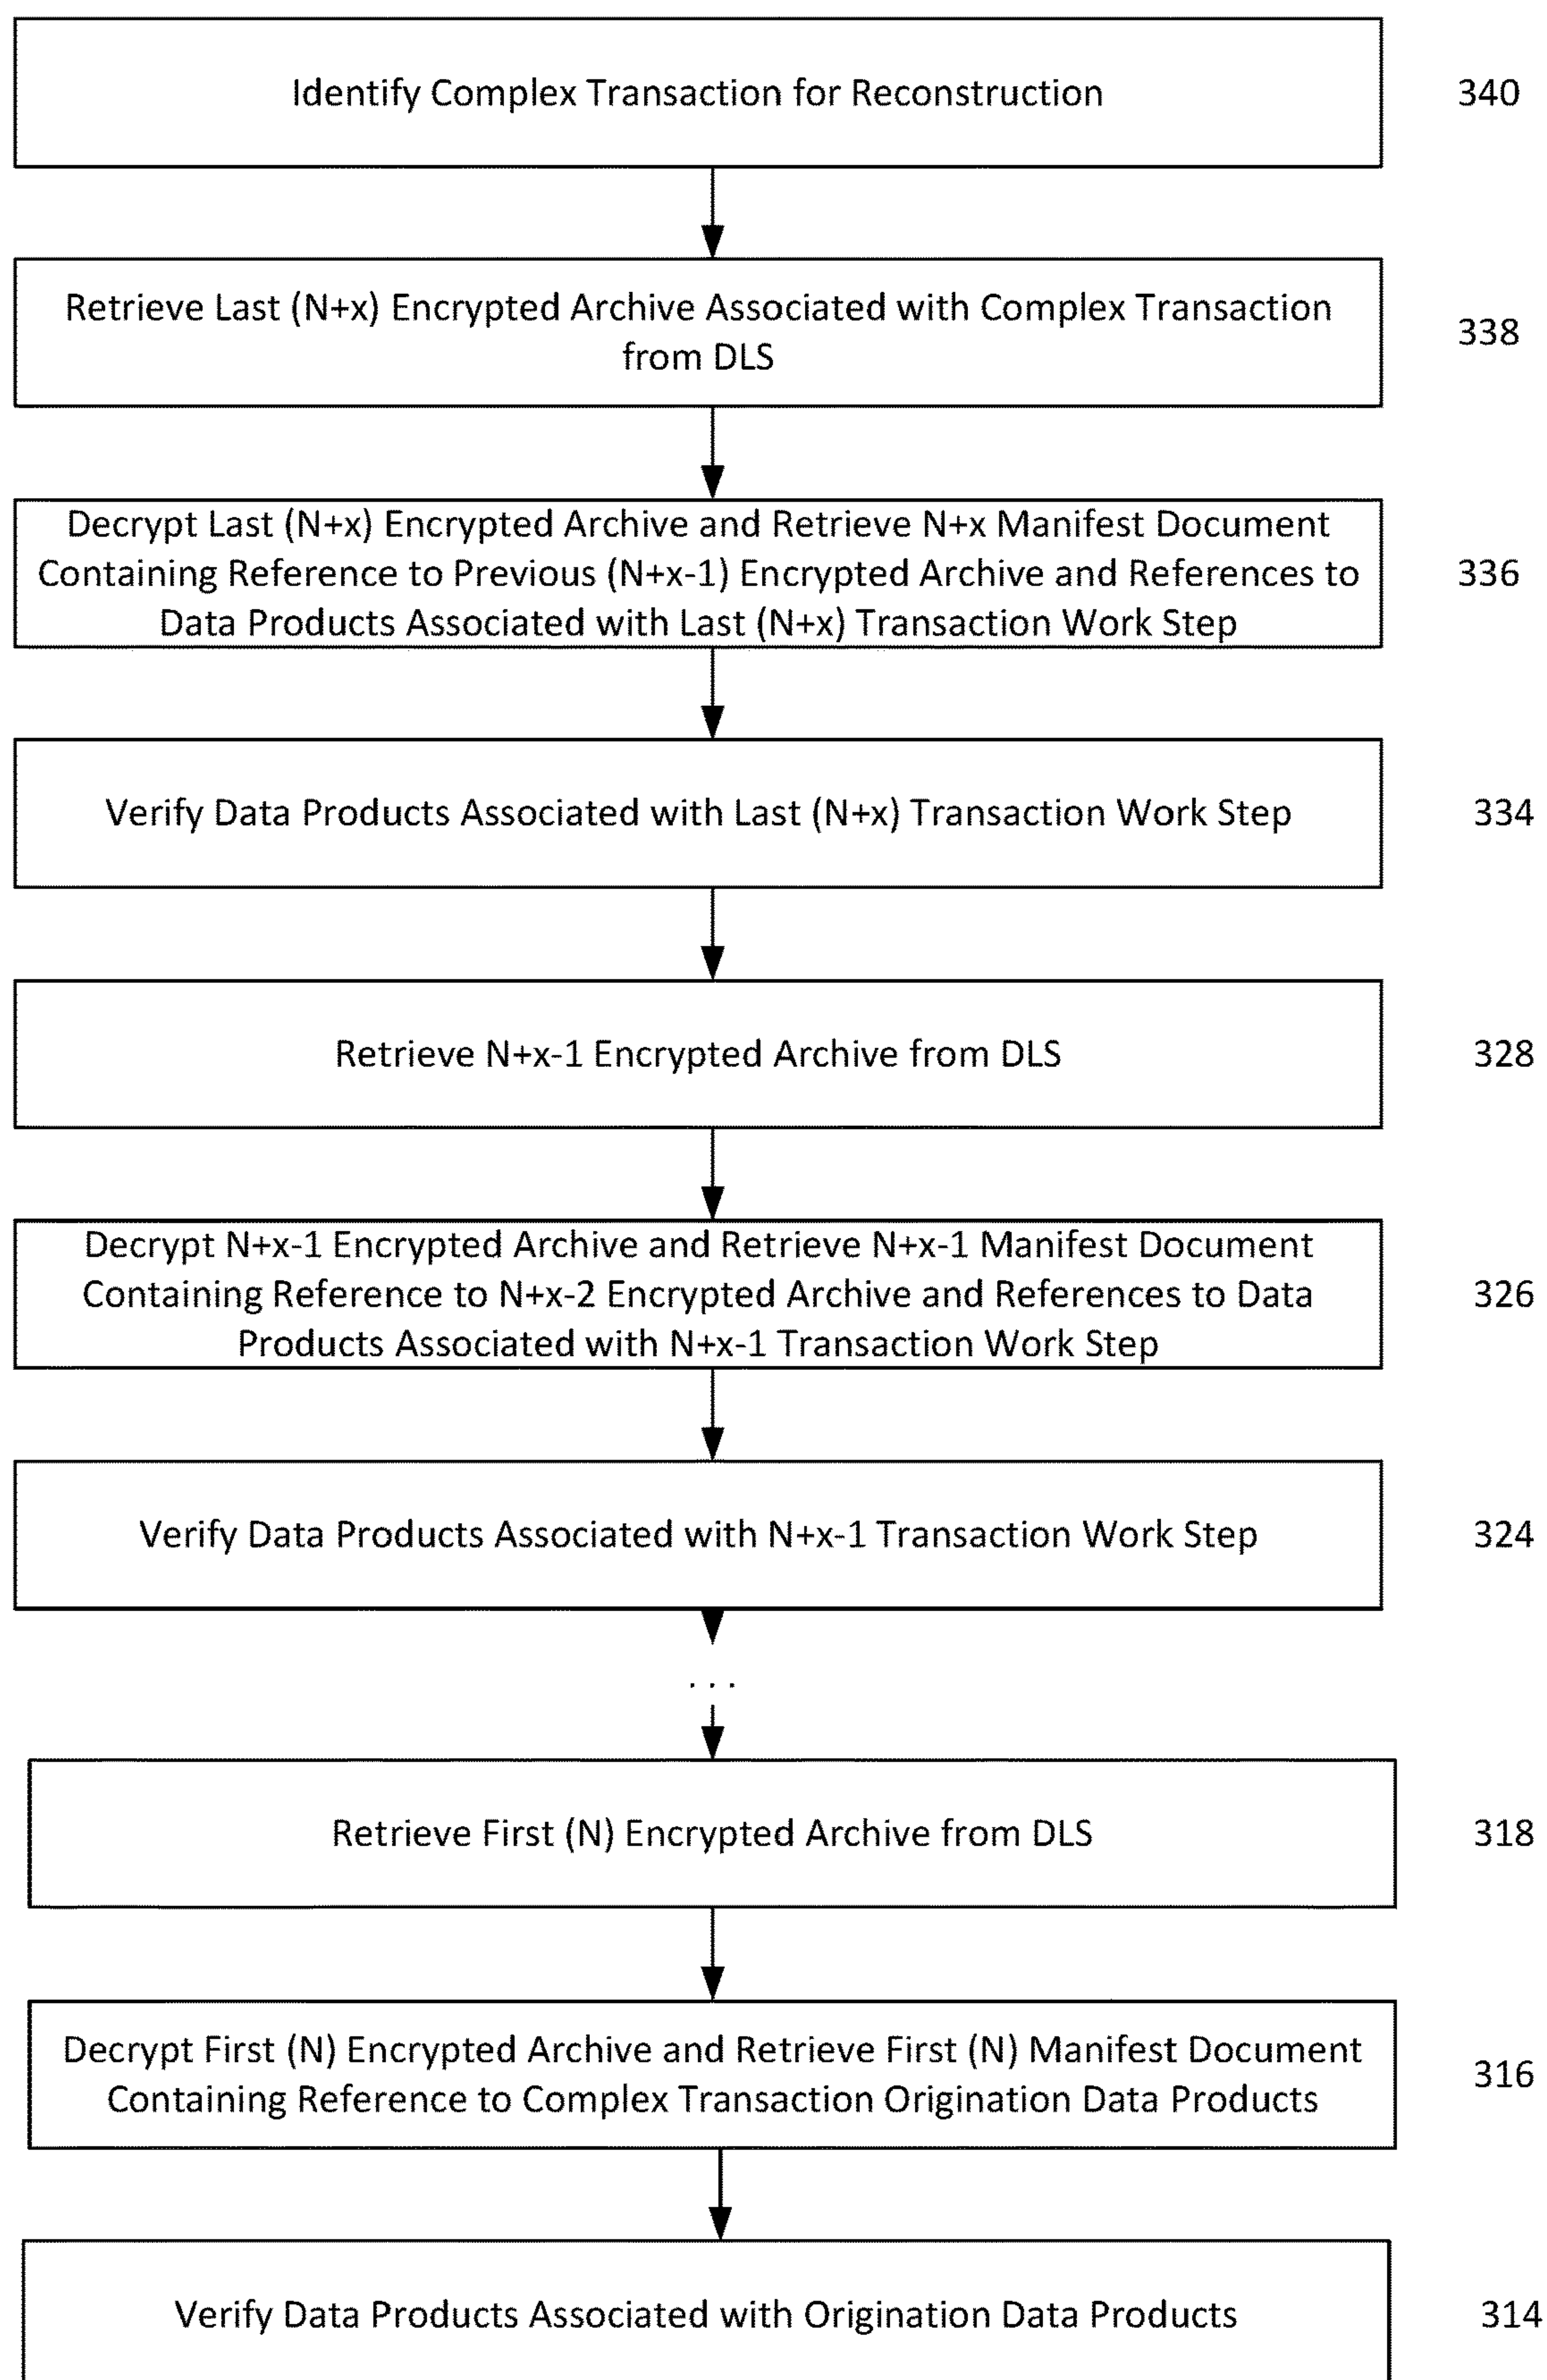 Identify Complex Transaction for Reconstruction
340
Retrieve Last (N+x) Encrypted Archive Associated with Complex Transaction
from DLS
338
Decrypt Last (N+x) Encrypted Archive and Retrieve N+x Manifest Document
Containing Reference to Previous (N+x-1) Encrypted Archive and References to
Data Products Associated with Last (N+x) Transaction Work Step
336
Verify Data Products Associated with Last (N+x) Transaction Work Step
334
Retrieve N+x-1 Encrypted Archive from DLS
328
Decrypt N+x-1 Encrypted Archive and Retrieve N+x-1 Manifest Document
Containing Reference to N+x-2 Encrypted Archive and References to Data
Products Associated with N+x-1 Transaction Work Step
326
Verify Data Products Associated with N+x-1 Transaction Work Step
324
. . .
Retrieve First (N) Encrypted Archive from DLS
318
Decrypt First (N) Encrypted Archive and Retrieve First (N) Manifest Document
Containing Reference to Complex Transaction Origination Data Products
316
Verify Data Products Associated with Origination Data Products
314